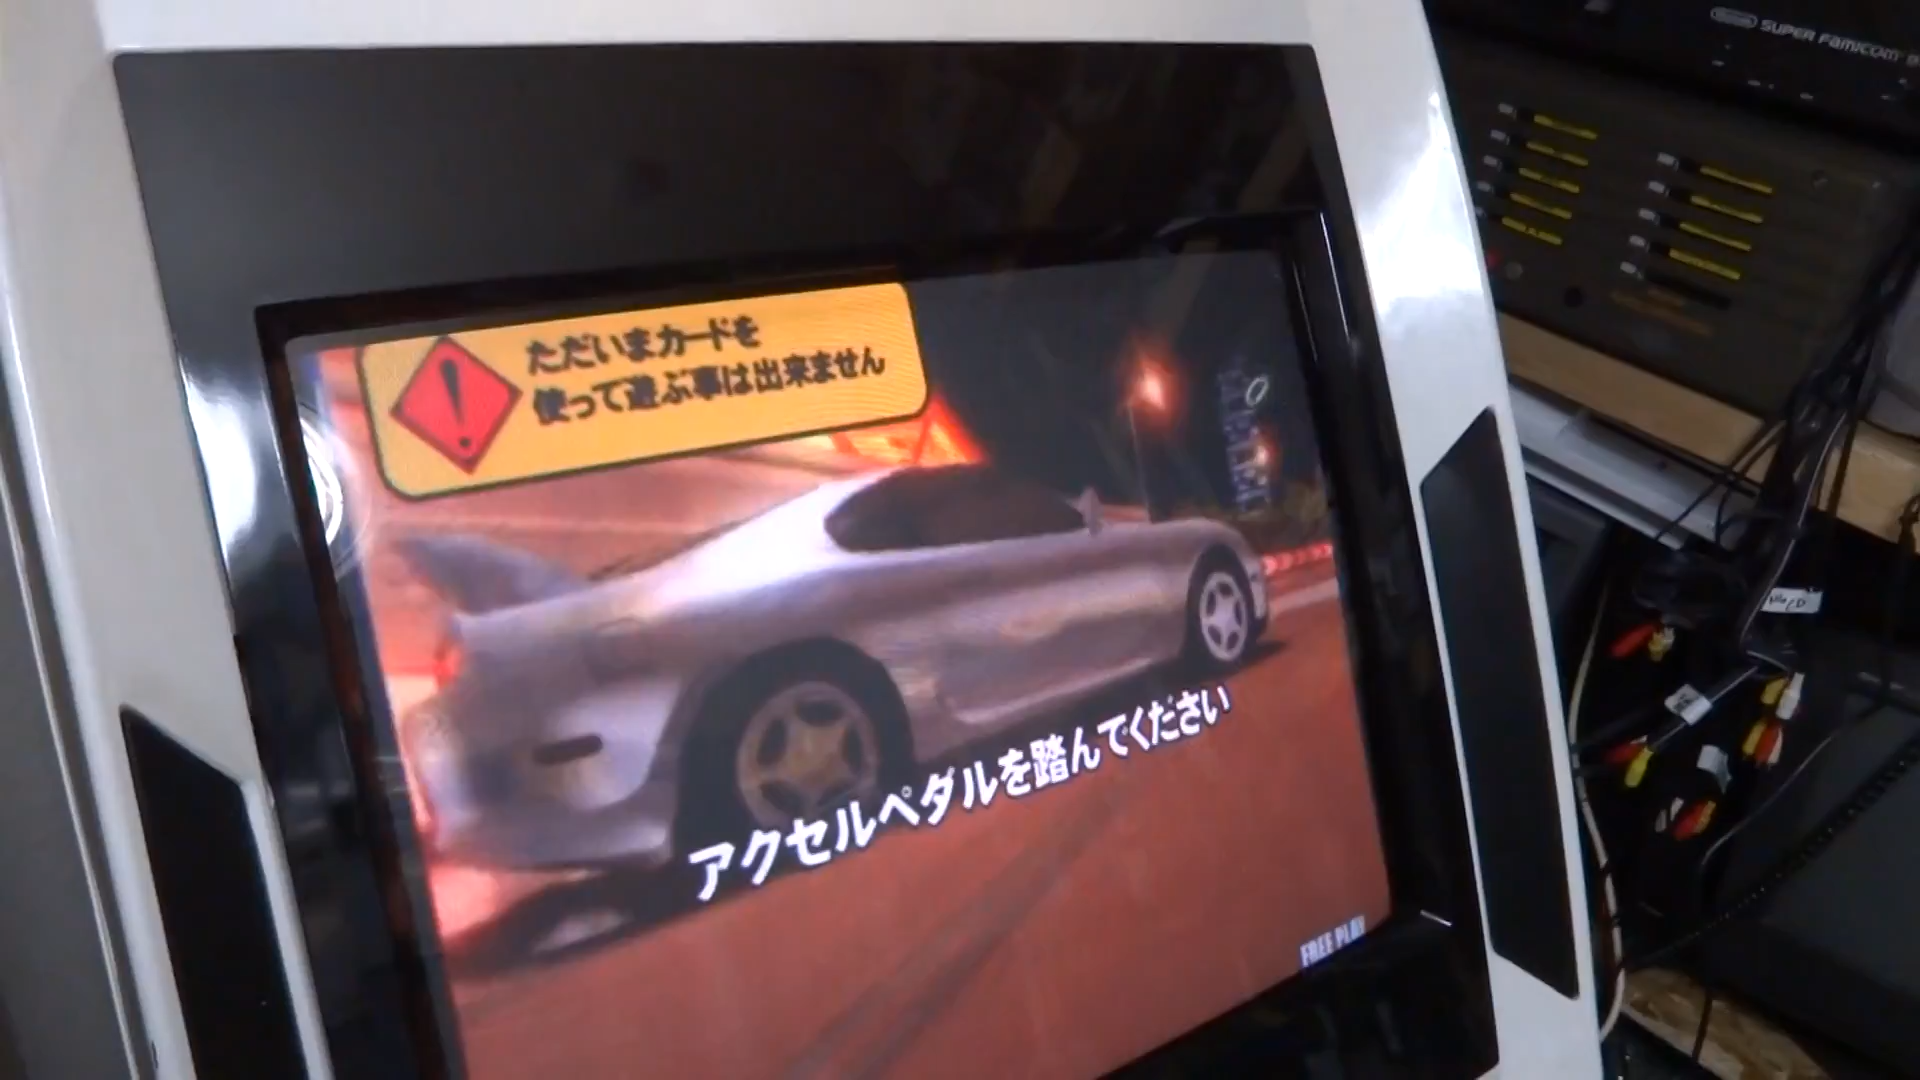 ただいまカードを
使って遊ぶ事は出来ません
アクセルペダルを踏んでください
FREE PLAY
Nintendo SUPER FAMICOM